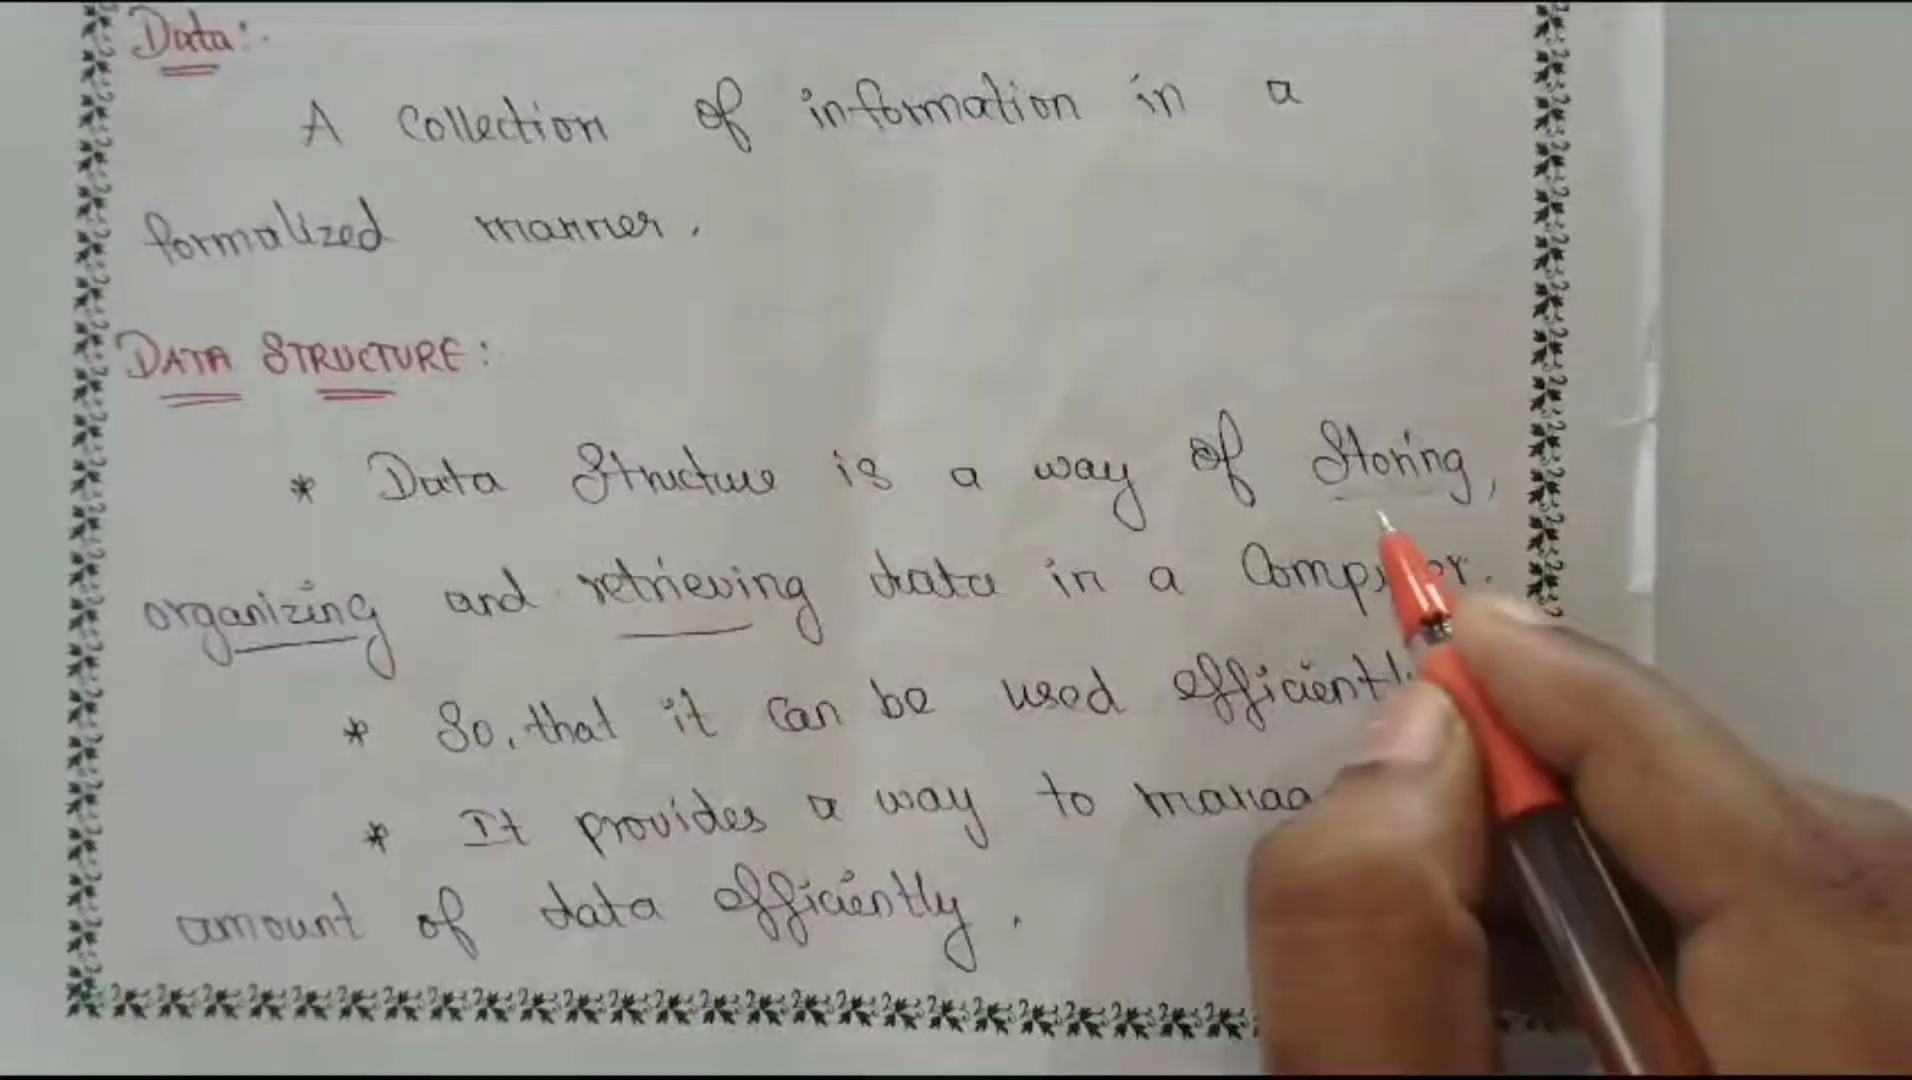 Data:-
A Collection of information in a
formalized manner.
DATA STRUCTURE:
* Data Structure is a way of Storing,
organizing and retrieving data in a
* So, that it can be used
* It provides a way to
amount of data efficiently.